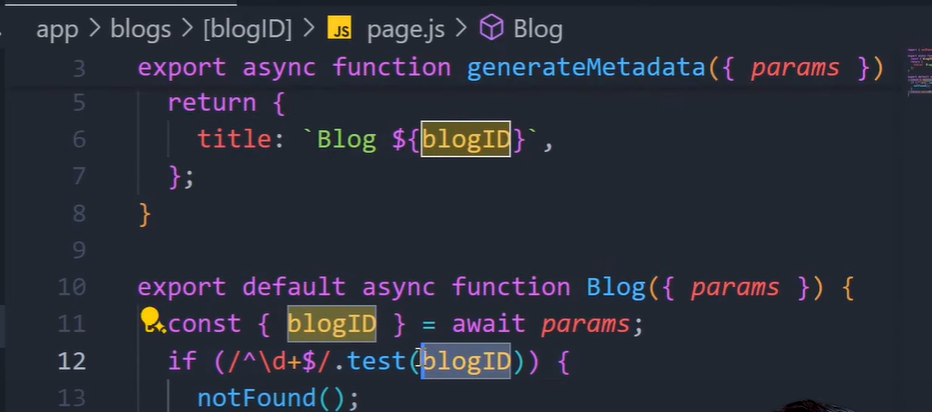 app > blogs > [blogID] > JS page.js > Blog
3 export async function generateMetadata({ params })
5 return {
6 title: `Blog ${blogID}`,
7 };
8 }
9
10 export default async function Blog({ params }) {
11 const { blogID } = await params;
12 if (/^\d+$/.test(blogID)) {
13 notFound();